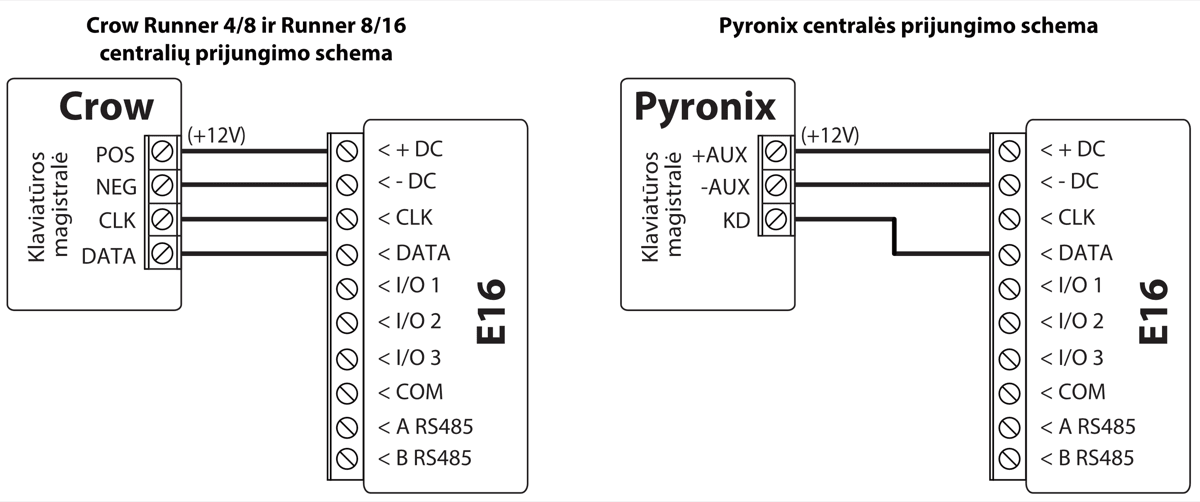 Crow Runner 4/8 ir Runner 8/16
centralių prijungimo schema
Crow
Klaviatūros
magistralė
POS
NEG
CLK
DATA
(+12V)
< + DC
< - DC
< CLK
< DATA
< I/O 1
< I/O 2
< I/O 3
< COM
< A RS485
< B RS485
E16
Pyronix centralės prijungimo schema
Pyronix
Klaviatūros
magistralė
+AUX
-AUX
KD
(+12V)
< + DC
< - DC
< CLK
< DATA
< I/O 1
< I/O 2
< I/O 3
< COM
< A RS485
< B RS485
E16